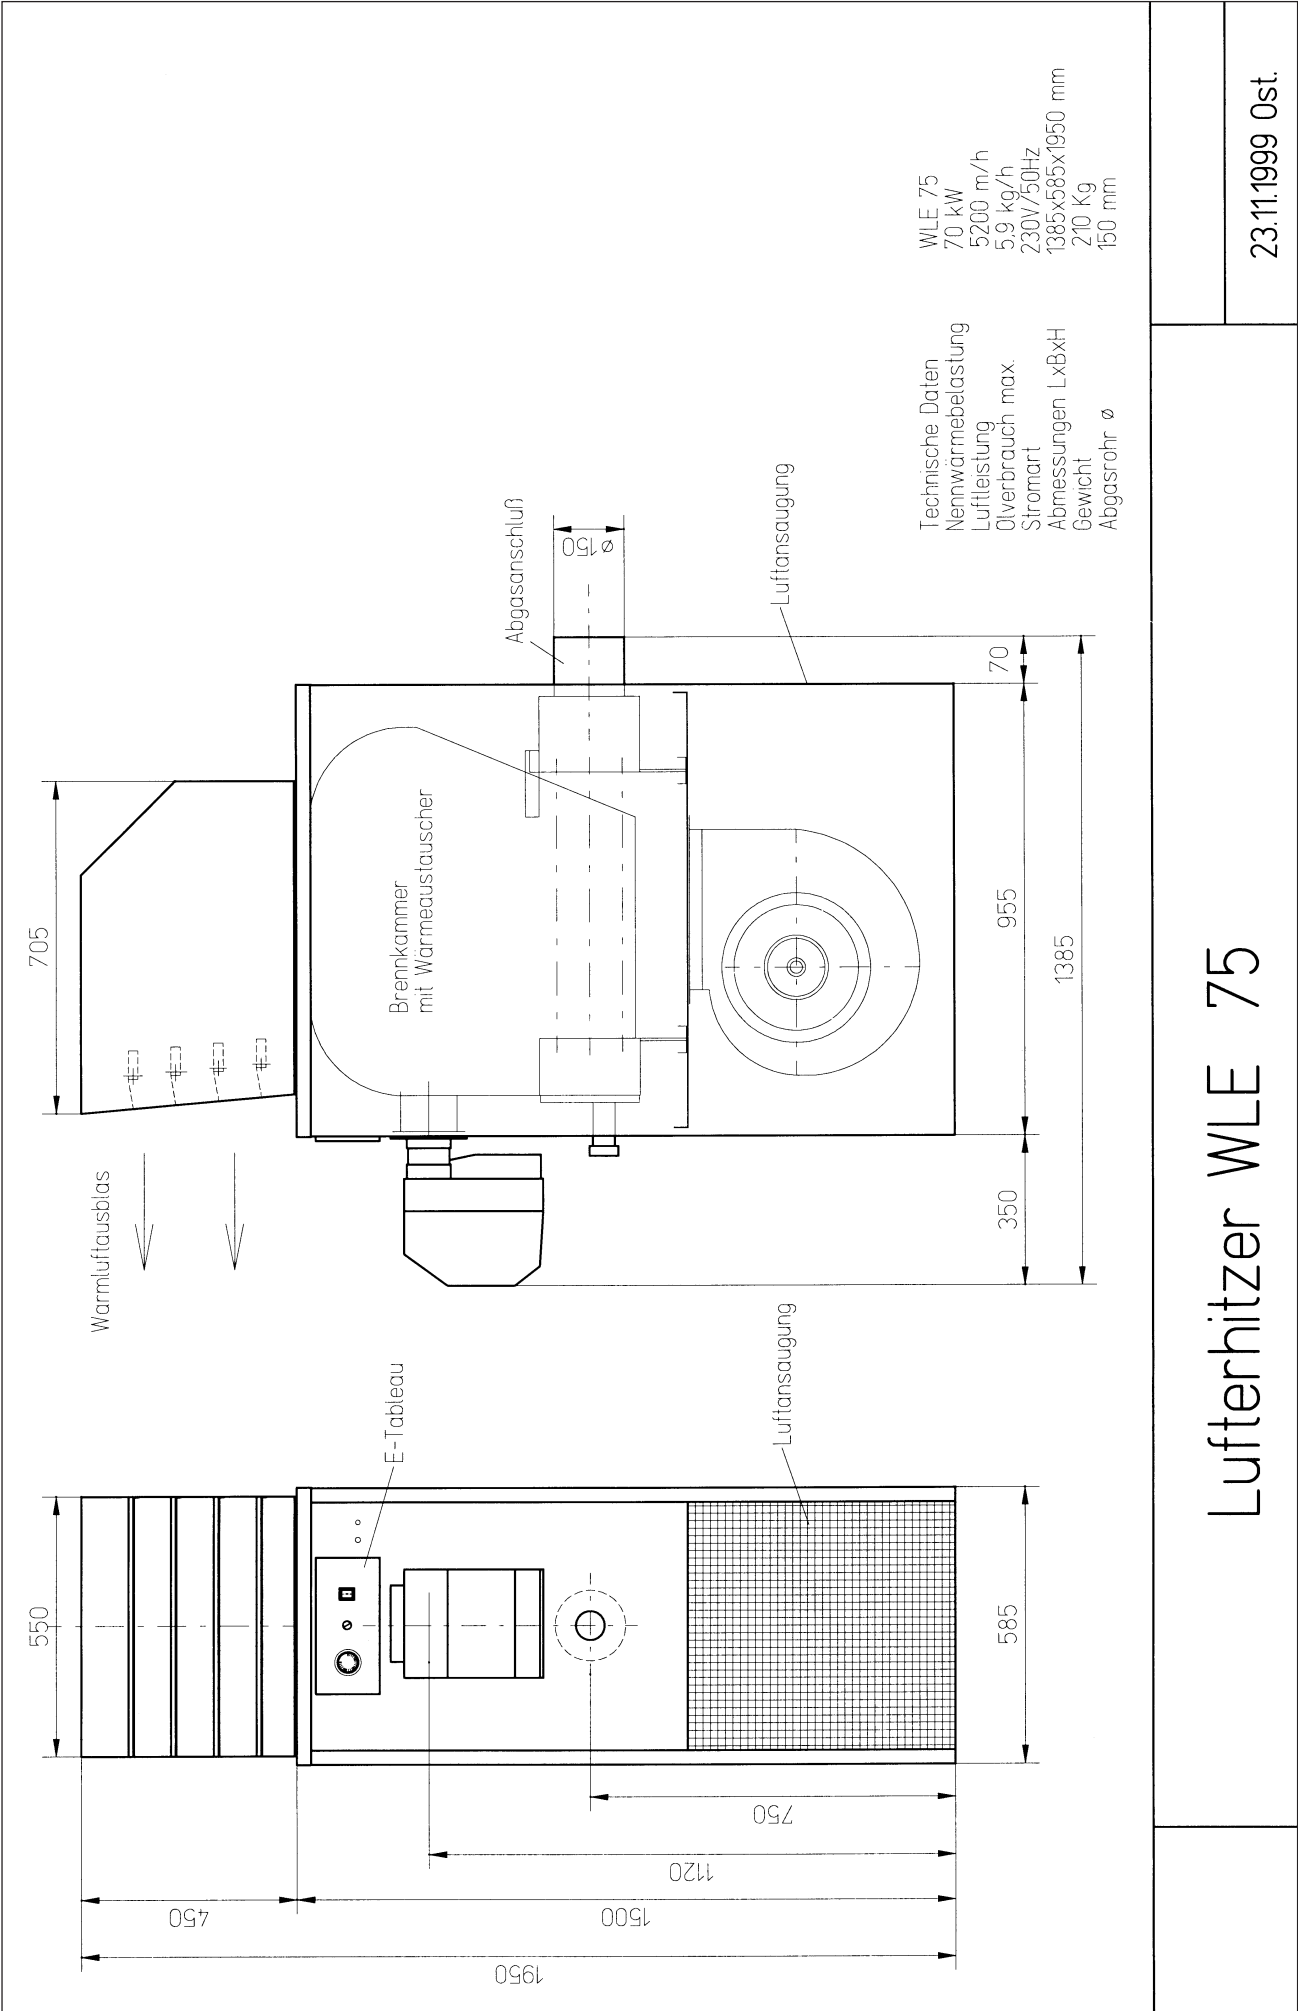 550
705
Warmluftausblas
E-Tableau
Luftansaugung
Brennkammer
mit Wärmeaustauscher
Abgasanschluß
ø150
Luftansaugung
450
1950
1500
1120
750
585
350
955
70
1385
Technische Daten WLE 75
Nennwärmebelastung 70 kW
Luftleistung 5200 m/h
Olverbrauch max. 5,9 kg/h
Stromart 230V/50Hz
Abmessungen LxBxH 1385x585x1950 mm
Gewicht 210 Kg
Abgasrohr ø 150 mm
Lufterhitzer WLE 75
23.11.1999 Ost.